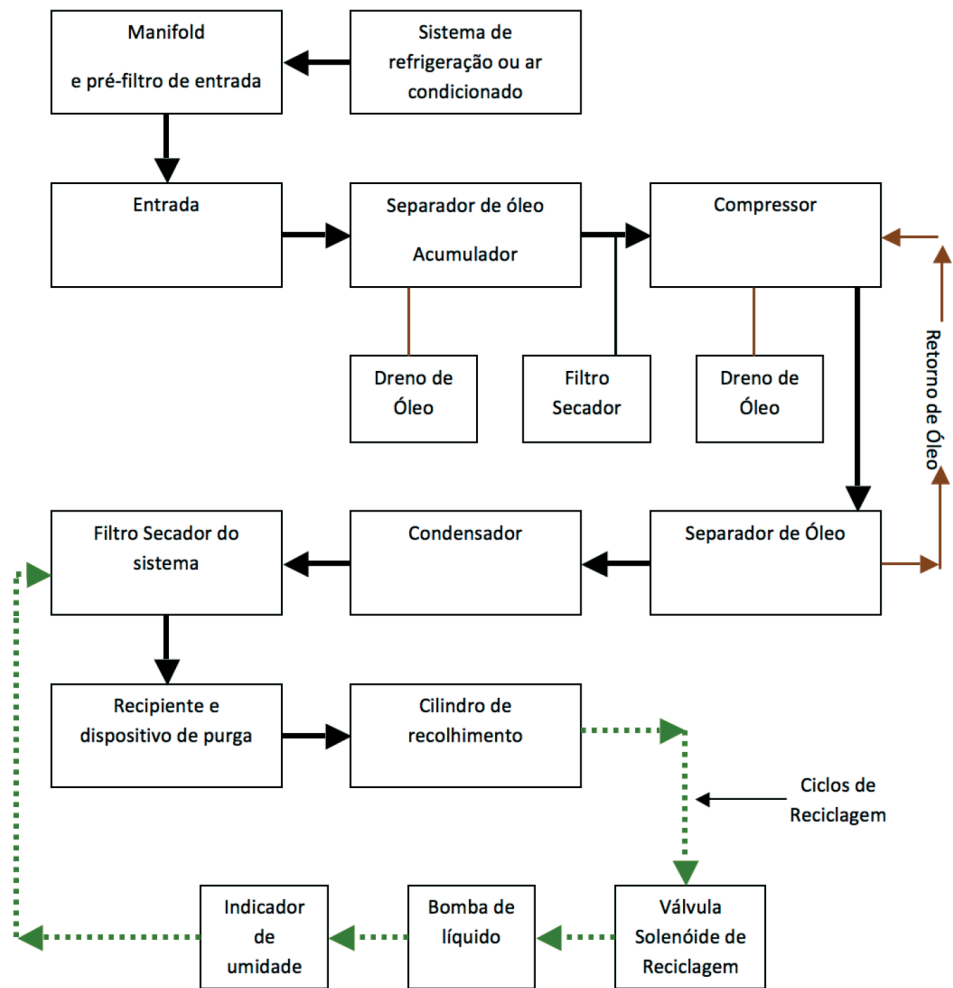 Manifold
e pré-filtro de entrada
Sistema de
refrigeração ou ar
condicionado
Entrada
Separador de óleo
Acumulador
Compressor
Dreno de
Óleo
Filtro
Secador
Dreno de
Óleo
Retorno de Óleo
Filtro Secador do
sistema
Condensador
Separador de Óleo
Recipiente e
dispositivo de purga
Cilindro de
recolhimento
Ciclos de
Reciclagem
Indicador
de
umidade
Bomba de
líquido
Válvula
Solenóide de
Reciclagem